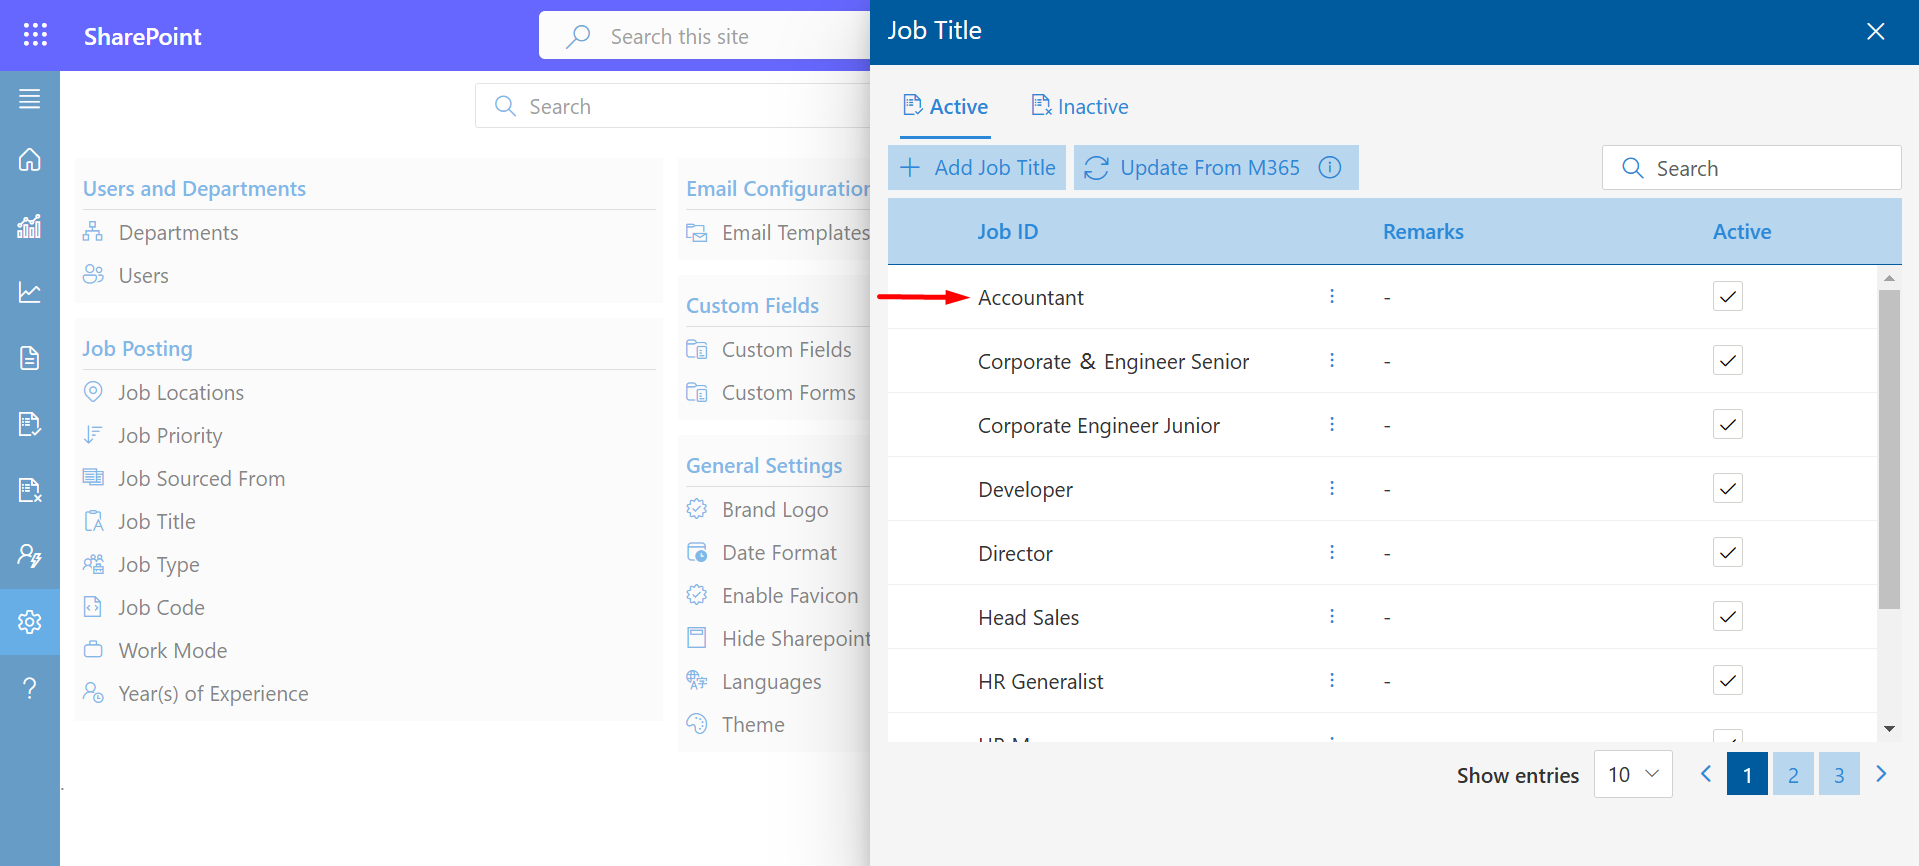 SharePoint
Search this site
Search
Users and Departments
Departments
Users
Job Posting
Job Locations
Job Priority
Job Sourced From
Job Title
Job Type
Job Code
Work Mode
Year(s) of Experience
Email Configuration
Email Templates
Custom Fields
Custom Fields
Custom Forms
General Settings
Brand Logo
Date Format
Enable Favicon
Hide Sharepoint
Languages
Theme
Job Title
Active
Inactive
Add Job Title
Update From M365
Search
Job ID Remarks Active
Accountant -
Corporate & Engineer Senior -
Corporate Engineer Junior -
Developer -
Director -
Head Sales -
HR Generalist -
Show entries 10 1 2 3